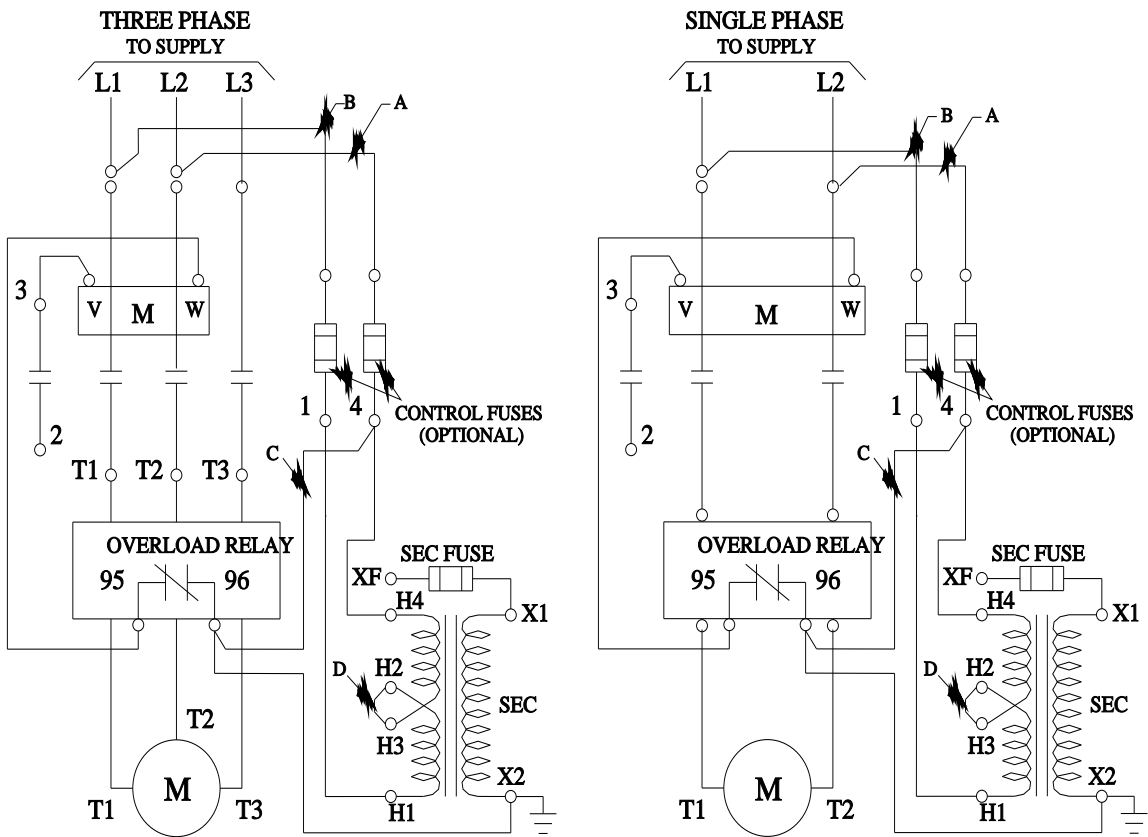 THREE PHASE
TO SUPPLY
L1 L2 L3
B A
3
V M W
2
1 4
CONTROL FUSES
(OPTIONAL)
C
T1 T2 T3
OVERLOAD RELAY
95 96
SEC FUSE
XF
H4 X1
D H2
SEC
H3
T2
X2
M
T1 T3 H1
SINGLE PHASE
TO SUPPLY
L1 L2
B A
3
V M W
2
1 4
CONTROL FUSES
(OPTIONAL)
C
OVERLOAD RELAY
95 96
SEC FUSE
XF
H4 X1
D H2
SEC
H3
X2
M
T1 T2 H1